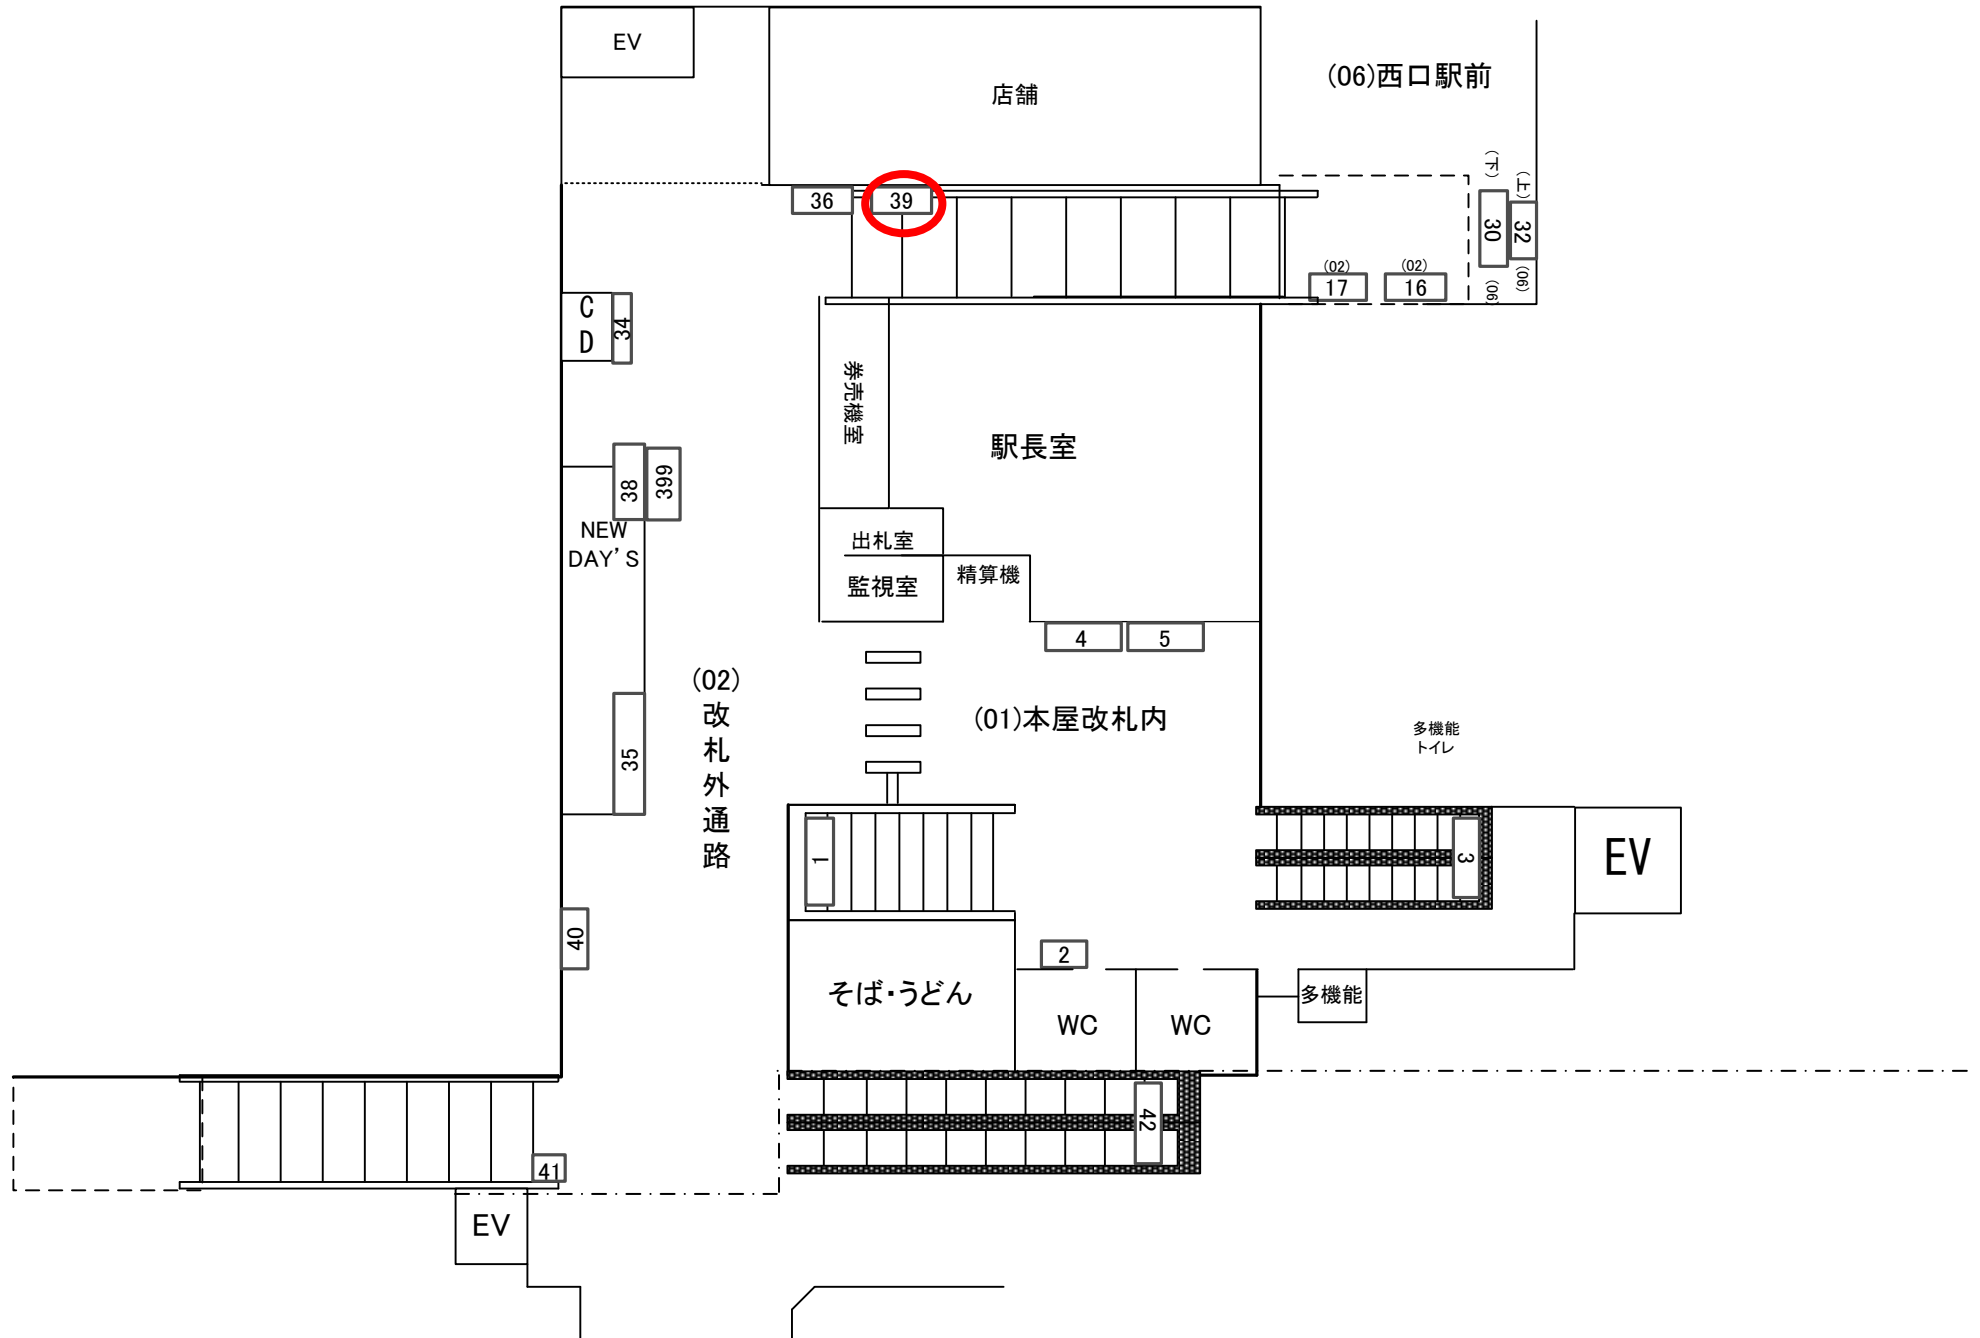 EV
店舗
(06)西口駅前
36
39
(下)
30
(06)
(上)
32
(06)
(02)
17
(02)
16
C
D
34
券売機室
駅長室
38
399
NEW
DAY'S
出札室
監視室
精算機
4
5
(02)
改
札
外
通
路
(01)本屋改札内
35
多機能
トイレ
1
3
EV
40
2
そば・うどん
WC
WC
多機能
42
41
EV